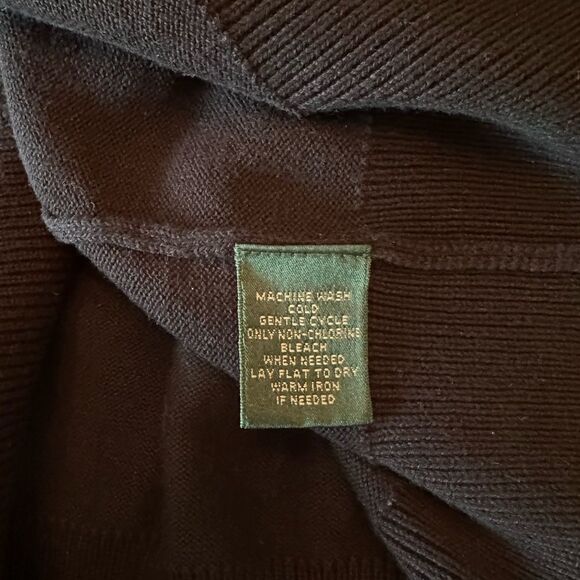 MACHINE WASH
COLD
GENTLE CYCLE
ONLY NON-CHLORINE
BLEACH
WHEN NEEDED
LAY FLAT TO DRY
WARM IRON
IF NEEDED